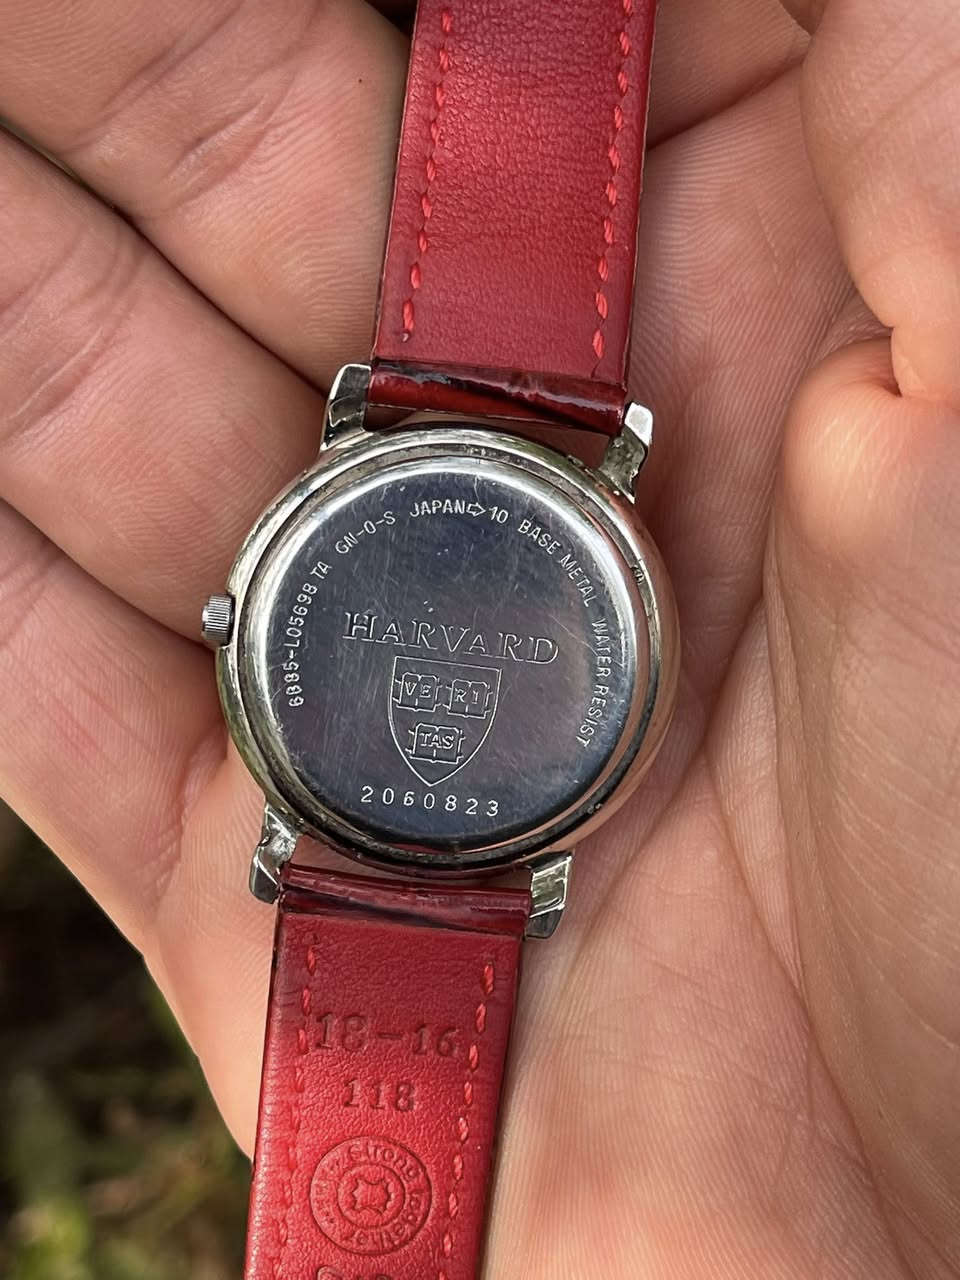 6885-L05698 TA GN-0-S JAPAN⇨10 BASE METAL WATER RESIST
HARVARD
VE RI
TAS
2060823
18-16
118